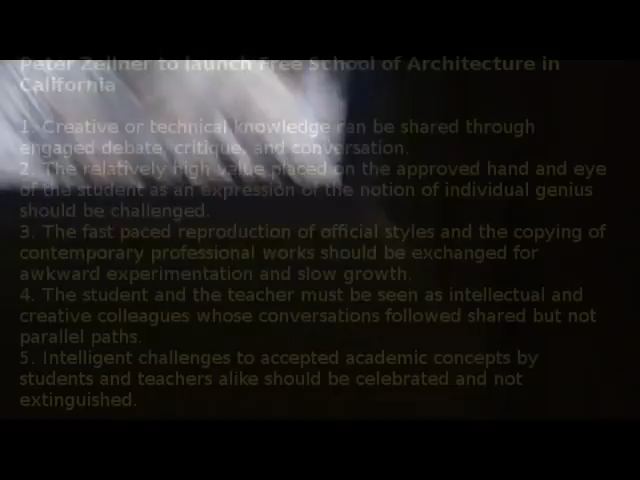 Peter Zellner to launch Free School of Architecture in
California
1. Creative or technical knowledge can be shared through
engaged debate, critique, and conversation.
2. The relatively high value placed on the approved hand and eye
of the student as an expression of the notion of individual genius
should be challenged.
3. The fast paced reproduction of official styles and the copying of
contemporary professional works should be exchanged for
awkward experimentation and slow growth.
4. The student and the teacher must be seen as intellectual and
creative colleagues whose conversations followed shared but not
parallel paths.
5. Intelligent challenges to accepted academic concepts by
students and teachers alike should be celebrated and not
extinguished.